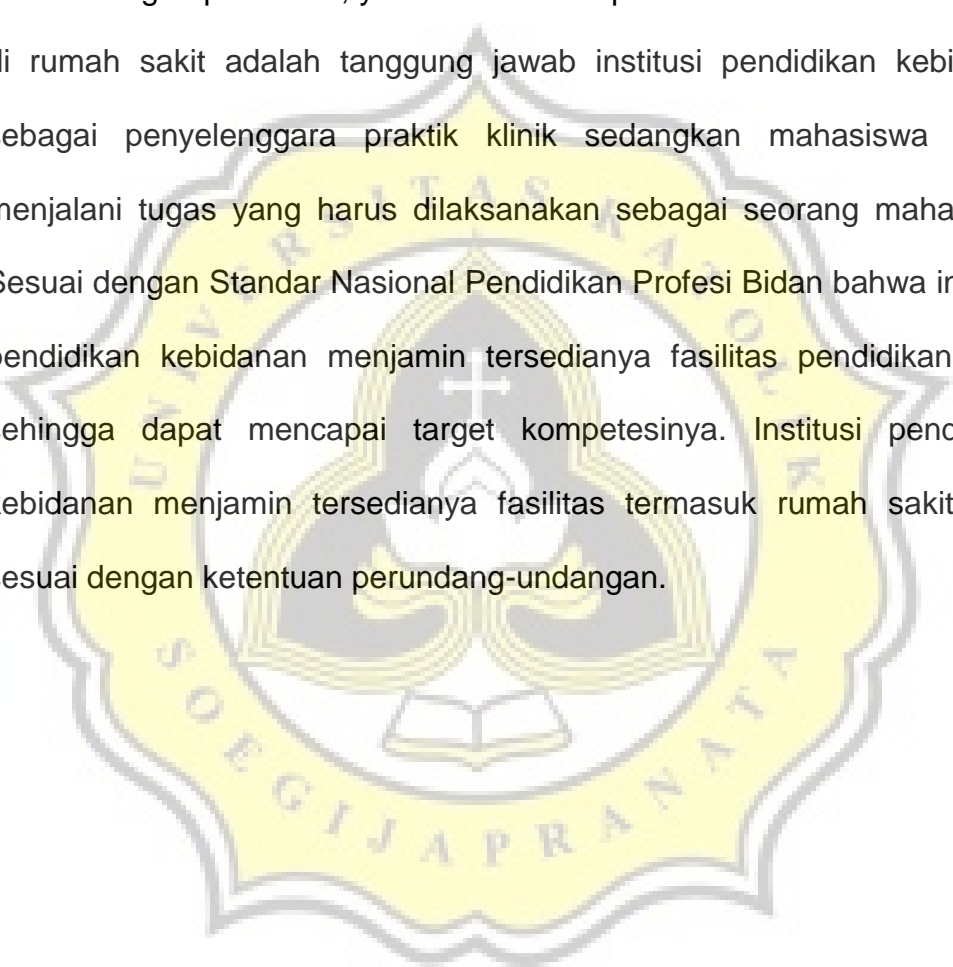 di rumah sakit adalah tanggung jawab institusi pendidikan kebi
sebagai penyelenggara praktik klinik sedangkan mahasiswa
menjalani tugas yang harus dilaksanakan sebagai seorang maha
Sesuai dengan Standar Nasional Pendidikan Profesi Bidan bahwa in
pendidikan kebidanan menjamin tersedianya fasilitas pendidikan
sehingga dapat mencapai target kompetesinya. Institusi pend
kebidanan menjamin tersedianya fasilitas termasuk rumah sakit
sesuai dengan ketentuan perundang-undangan.
UNIVERSITAS KATOLIK
SOEGIJAPRANATA